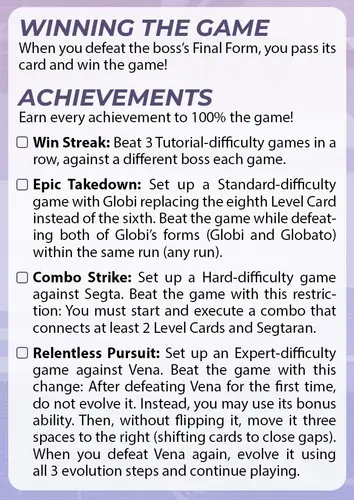 WINNING THE GAME
When you defeat the boss's Final Form, you pass its
card and win the game!
ACHIEVEMENTS
Earn every achievement to 100% the game!
Win Streak: Beat 3 Tutorial-difficulty games in a
row, against a different boss each game.
Epic Takedown: Set up a Standard-difficulty
game with Globi replacing the eighth Level Card
instead of the sixth. Beat the game while defeat-
ing both of Globi's forms (Globi and Globato)
within the same run (any run).
Combo Strike: Set up a Hard-difficulty game
against Segta. Beat the game with this restric-
tion: You must start and execute a combo that
connects at least 2 Level Cards and Segtaran.
Relentless Pursuit: Set up an Expert-difficulty
game against Vena. Beat the game with this
change: After defeating Vena for the first time,
do not evolve it. Instead, you may use its bonus
ability. Then, without flipping it, move it three
spaces to the right (shifting cards to close gaps).
When you defeat Vena again, evolve it using
all 3 evolution steps and continue playing.